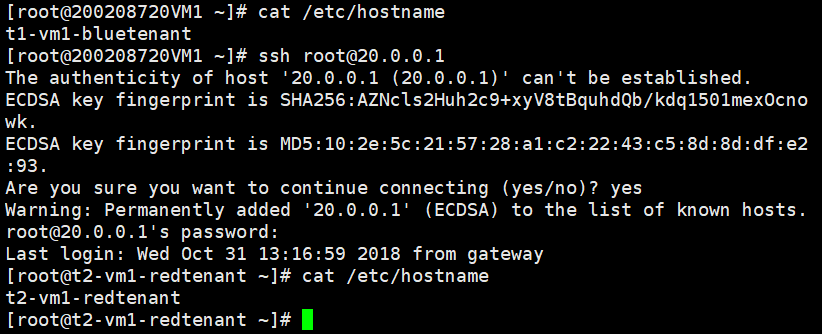 [root@200208720VM1 ~]# cat /etc/hostname
t1-vm1-bluetenant
[root@200208720VM1 ~]# ssh root@20.0.0.1
The authenticity of host '20.0.0.1 (20.0.0.1)' can't be established.
ECDSA key fingerprint is SHA256:AZNcls2Huh2c9+xyV8tBquhdQb/kdq1501mexOcno
wk.
ECDSA key fingerprint is MD5:10:2e:5c:21:57:28:a1:c2:22:43:c5:8d:8d:df:e2
:93.
Are you sure you want to continue connecting (yes/no)? yes
Warning: Permanently added '20.0.0.1' (ECDSA) to the list of known hosts.
root@20.0.0.1's password:
Last login: Wed Oct 31 13:16:59 2018 from gateway
[root@t2-vm1-redtenant ~]# cat /etc/hostname
t2-vm1-redtenant
[root@t2-vm1-redtenant ~]#